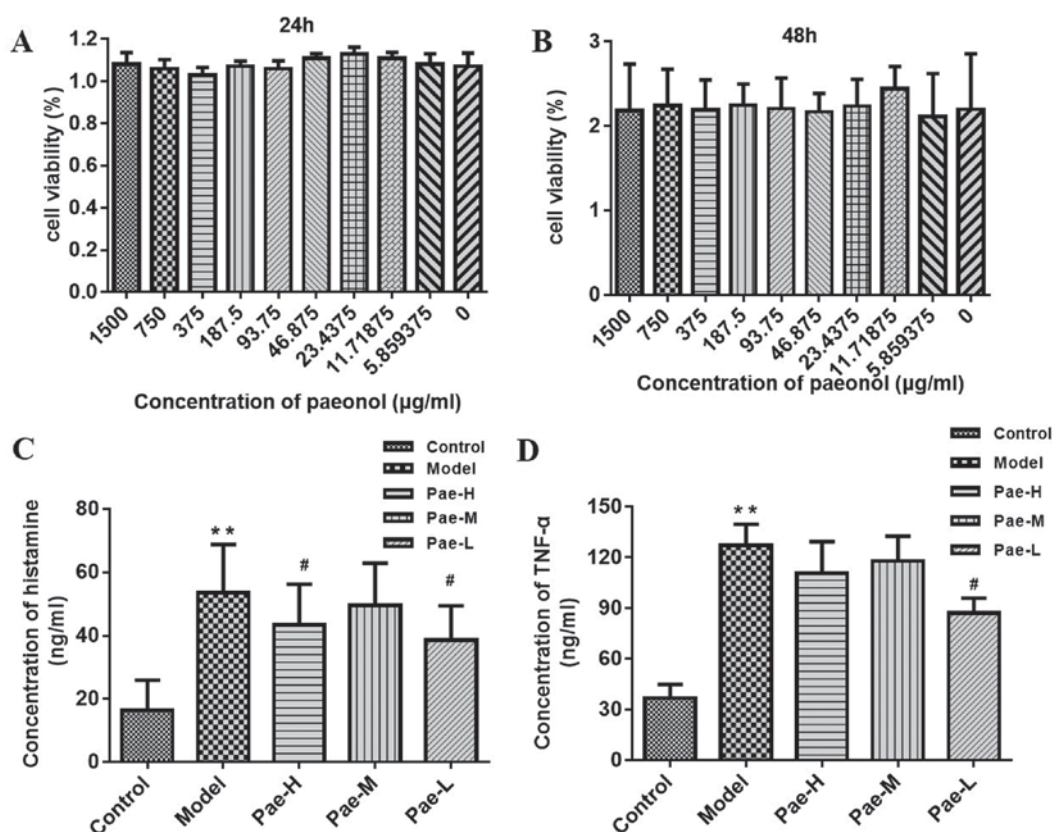 A
24h
cell viability (%)
1.2
1.0
0.8
0.6
0.4
0.2
0.0
1500
750
375
187.5
93.75
46.875
23.4375
11.71875
5.859375
0
Concentration of paeonol (μg/ml)
B
48h
cell viability (%)
3
2
1
0
1500
750
375
187.5
93.75
46.875
23.4375
11.71875
5.859375
0
Concentration of paeonol (μg/ml)
C
Control
Model
Pae-H
Pae-M
Pae-L
Concentration of histamine
(ng/ml)
80
60
40
20
0
**
#
#
Control
Model
Pae-H
Pae-M
Pae-L
D
Control
Model
Pae-H
Pae-M
Pae-L
Concentration of TNF-α
(ng/ml)
150
120
90
60
30
0
**
#
Control
Model
Pae-H
Pae-M
Pae-L